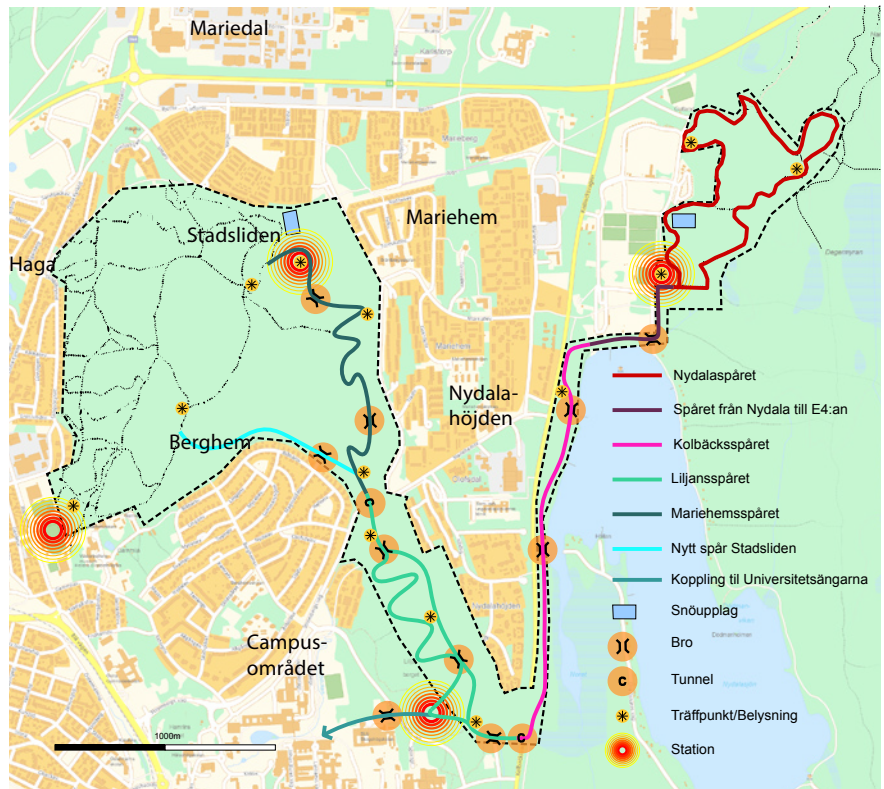 Mariedal
Mariehem
Stadsliden
Haga
Nydala-
höjden
Berghem
Campus-
området
1000m
Nydalaspåret
Spåret från Nydala till E4:an
Kolbäcksspåret
Liljansspåret
Mariehemsspåret
Nytt spår Stadsliden
Koppling til Universitetsängarna
Snöupplag
Bro
Tunnel
Träffpunkt/Belysning
Station